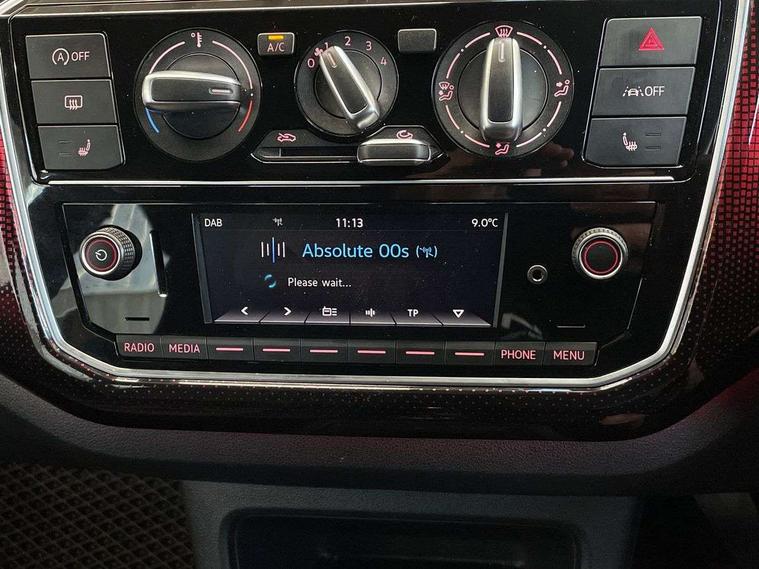 A OFF
A/C
0 1 2 3 4
OFF
DAB 11:13 9.0°C
Absolute 00s
Please wait...
TP
RADIO MEDIA PHONE MENU